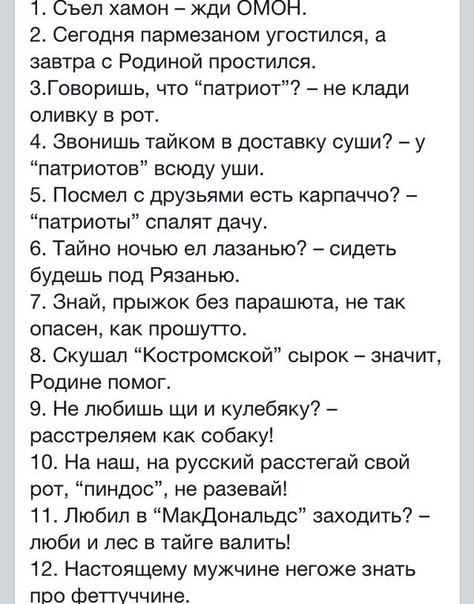 1. Съел хамон – жди ОМОН.
2. Сегодня пармезаном угостился, а
завтра с Родиной простился.
3.Говоришь, что “патриот”? – не клади
оливку в рот.
4. Звонишь тайком в доставку суши? – у
“патриотов” всюду уши.
5. Посмел с друзьями есть карпаччо? –
“патриоты” спалят дачу.
6. Тайно ночью ел лазанью? – сидеть
будешь под Рязанью.
7. Знай, прыжок без парашюта, не так
опасен, как прошутто.
8. Скушал “Костромской” сырок – значит,
Родине помог.
9. Не любишь щи и кулебяку? –
расстреляем как собаку!
10. На наш, на русский расстегай свой
рот, “пиндос”, не разевай!
11. Любил в “МакДональдс” заходить? –
люби и лес в тайге валить!
12. Настоящему мужчине негоже знать
про феттуччине.